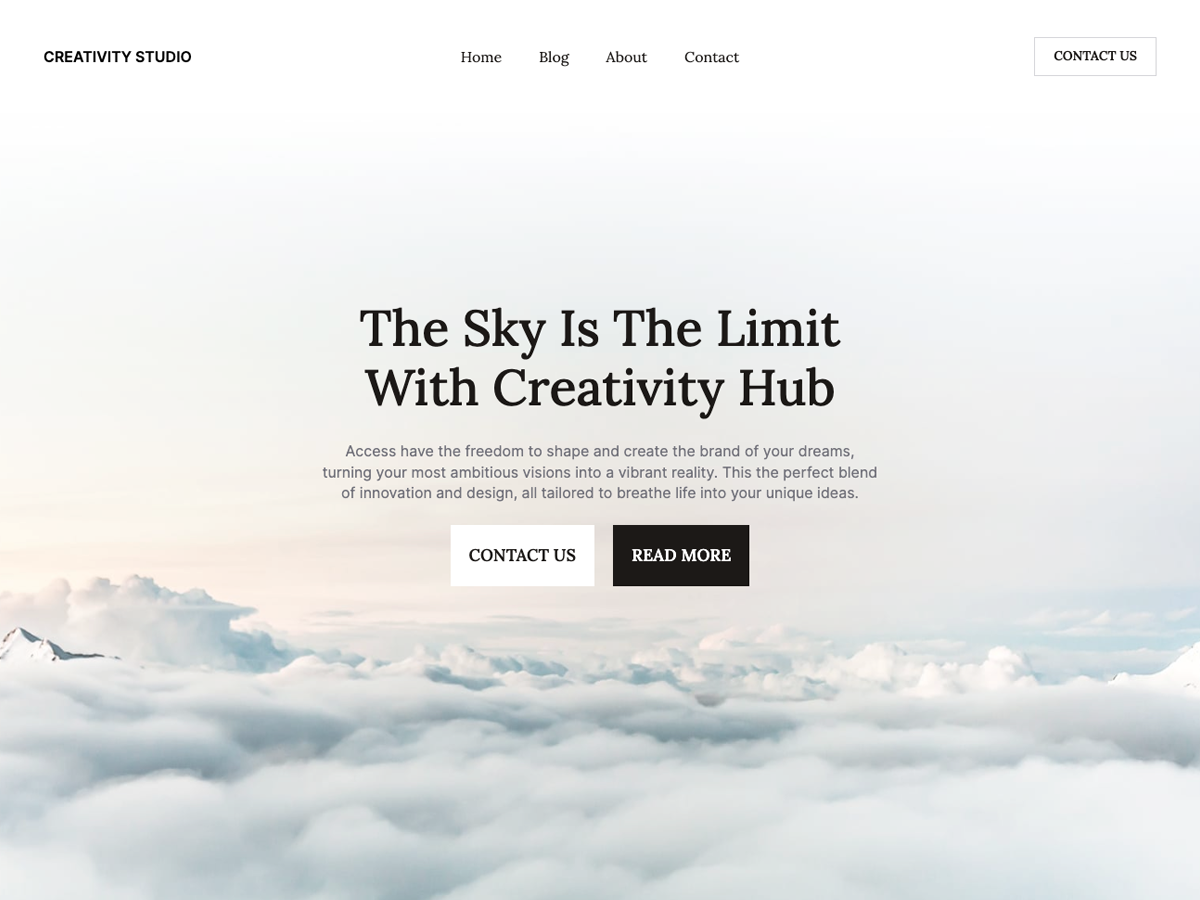 CREATIVITY STUDIO
Home
Blog
About
Contact
CONTACT US
The Sky Is The Limit
With Creativity Hub
Access have the freedom to shape and create the brand of your dreams,
turning your most ambitious visions into a vibrant reality. This the perfect blend
of innovation and design, all tailored to breathe life into your unique ideas.
CONTACT US
READ MORE